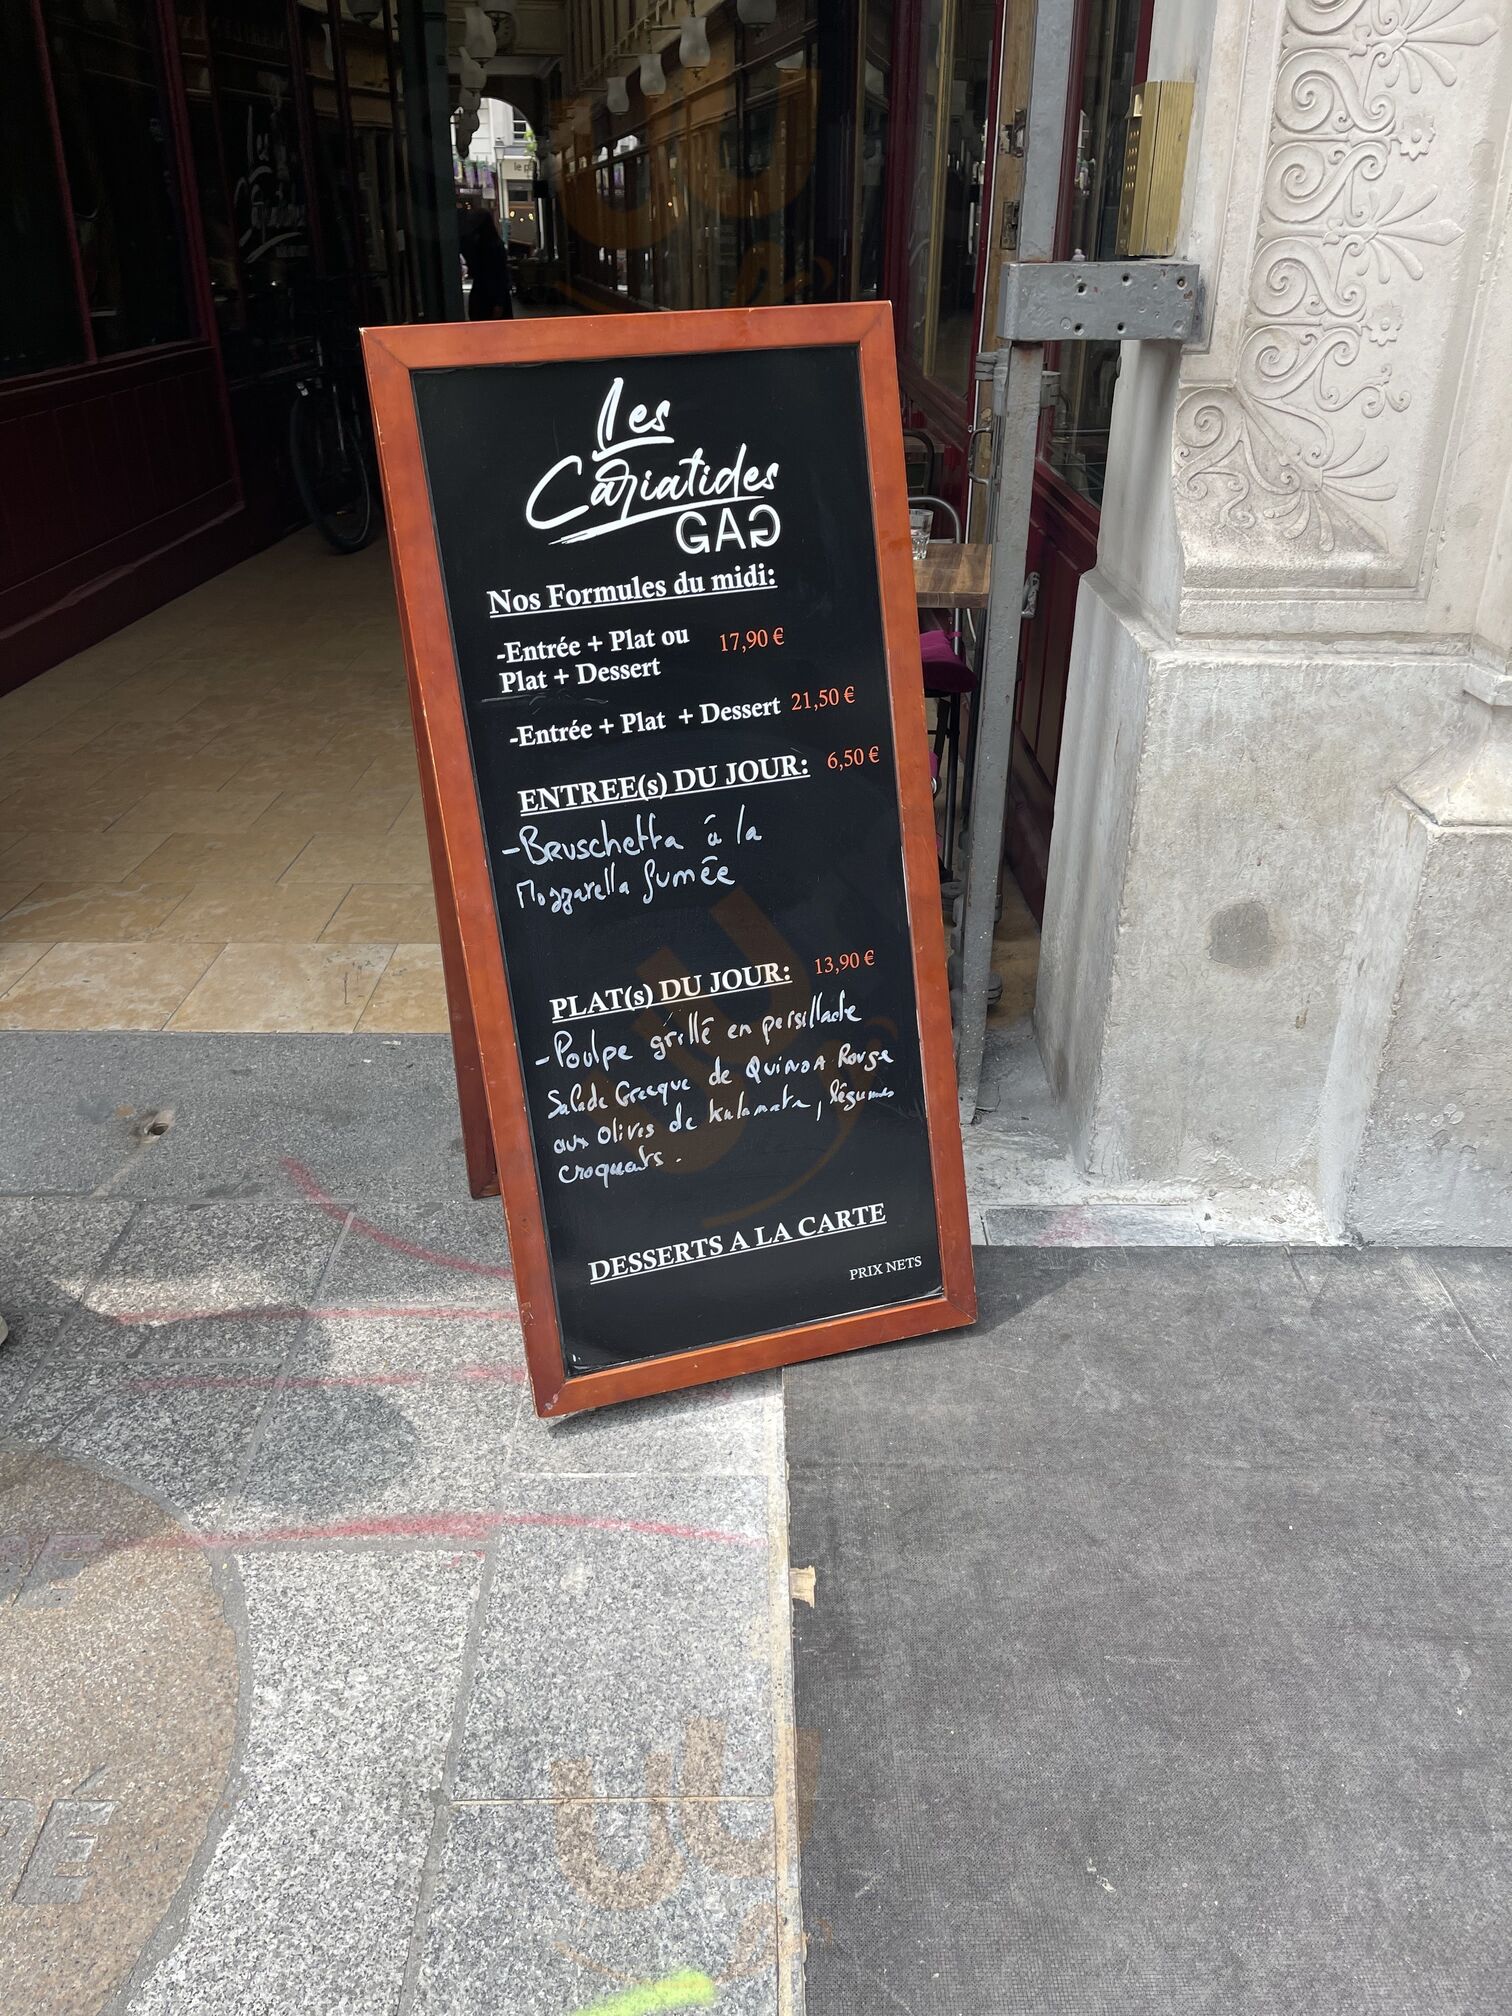 Les
Cariatides
GAG
Nos Formules du midi:
-Entrée + Plat ou 17,90 €
Plat + Dessert
-Entrée + Plat + Dessert 21,50 €
ENTREE(s) DU JOUR: 6,50 €
-Bruschetta à la
Mozzarella fumée
PLAT(s) DU JOUR: 13,90 €
-Poulpe grillé en persillade
Salade Grecque de Quinoa Rouge
aux olives de kalamata, légumes
croquants.
DESSERTS A LA CARTE
PRIX NETS